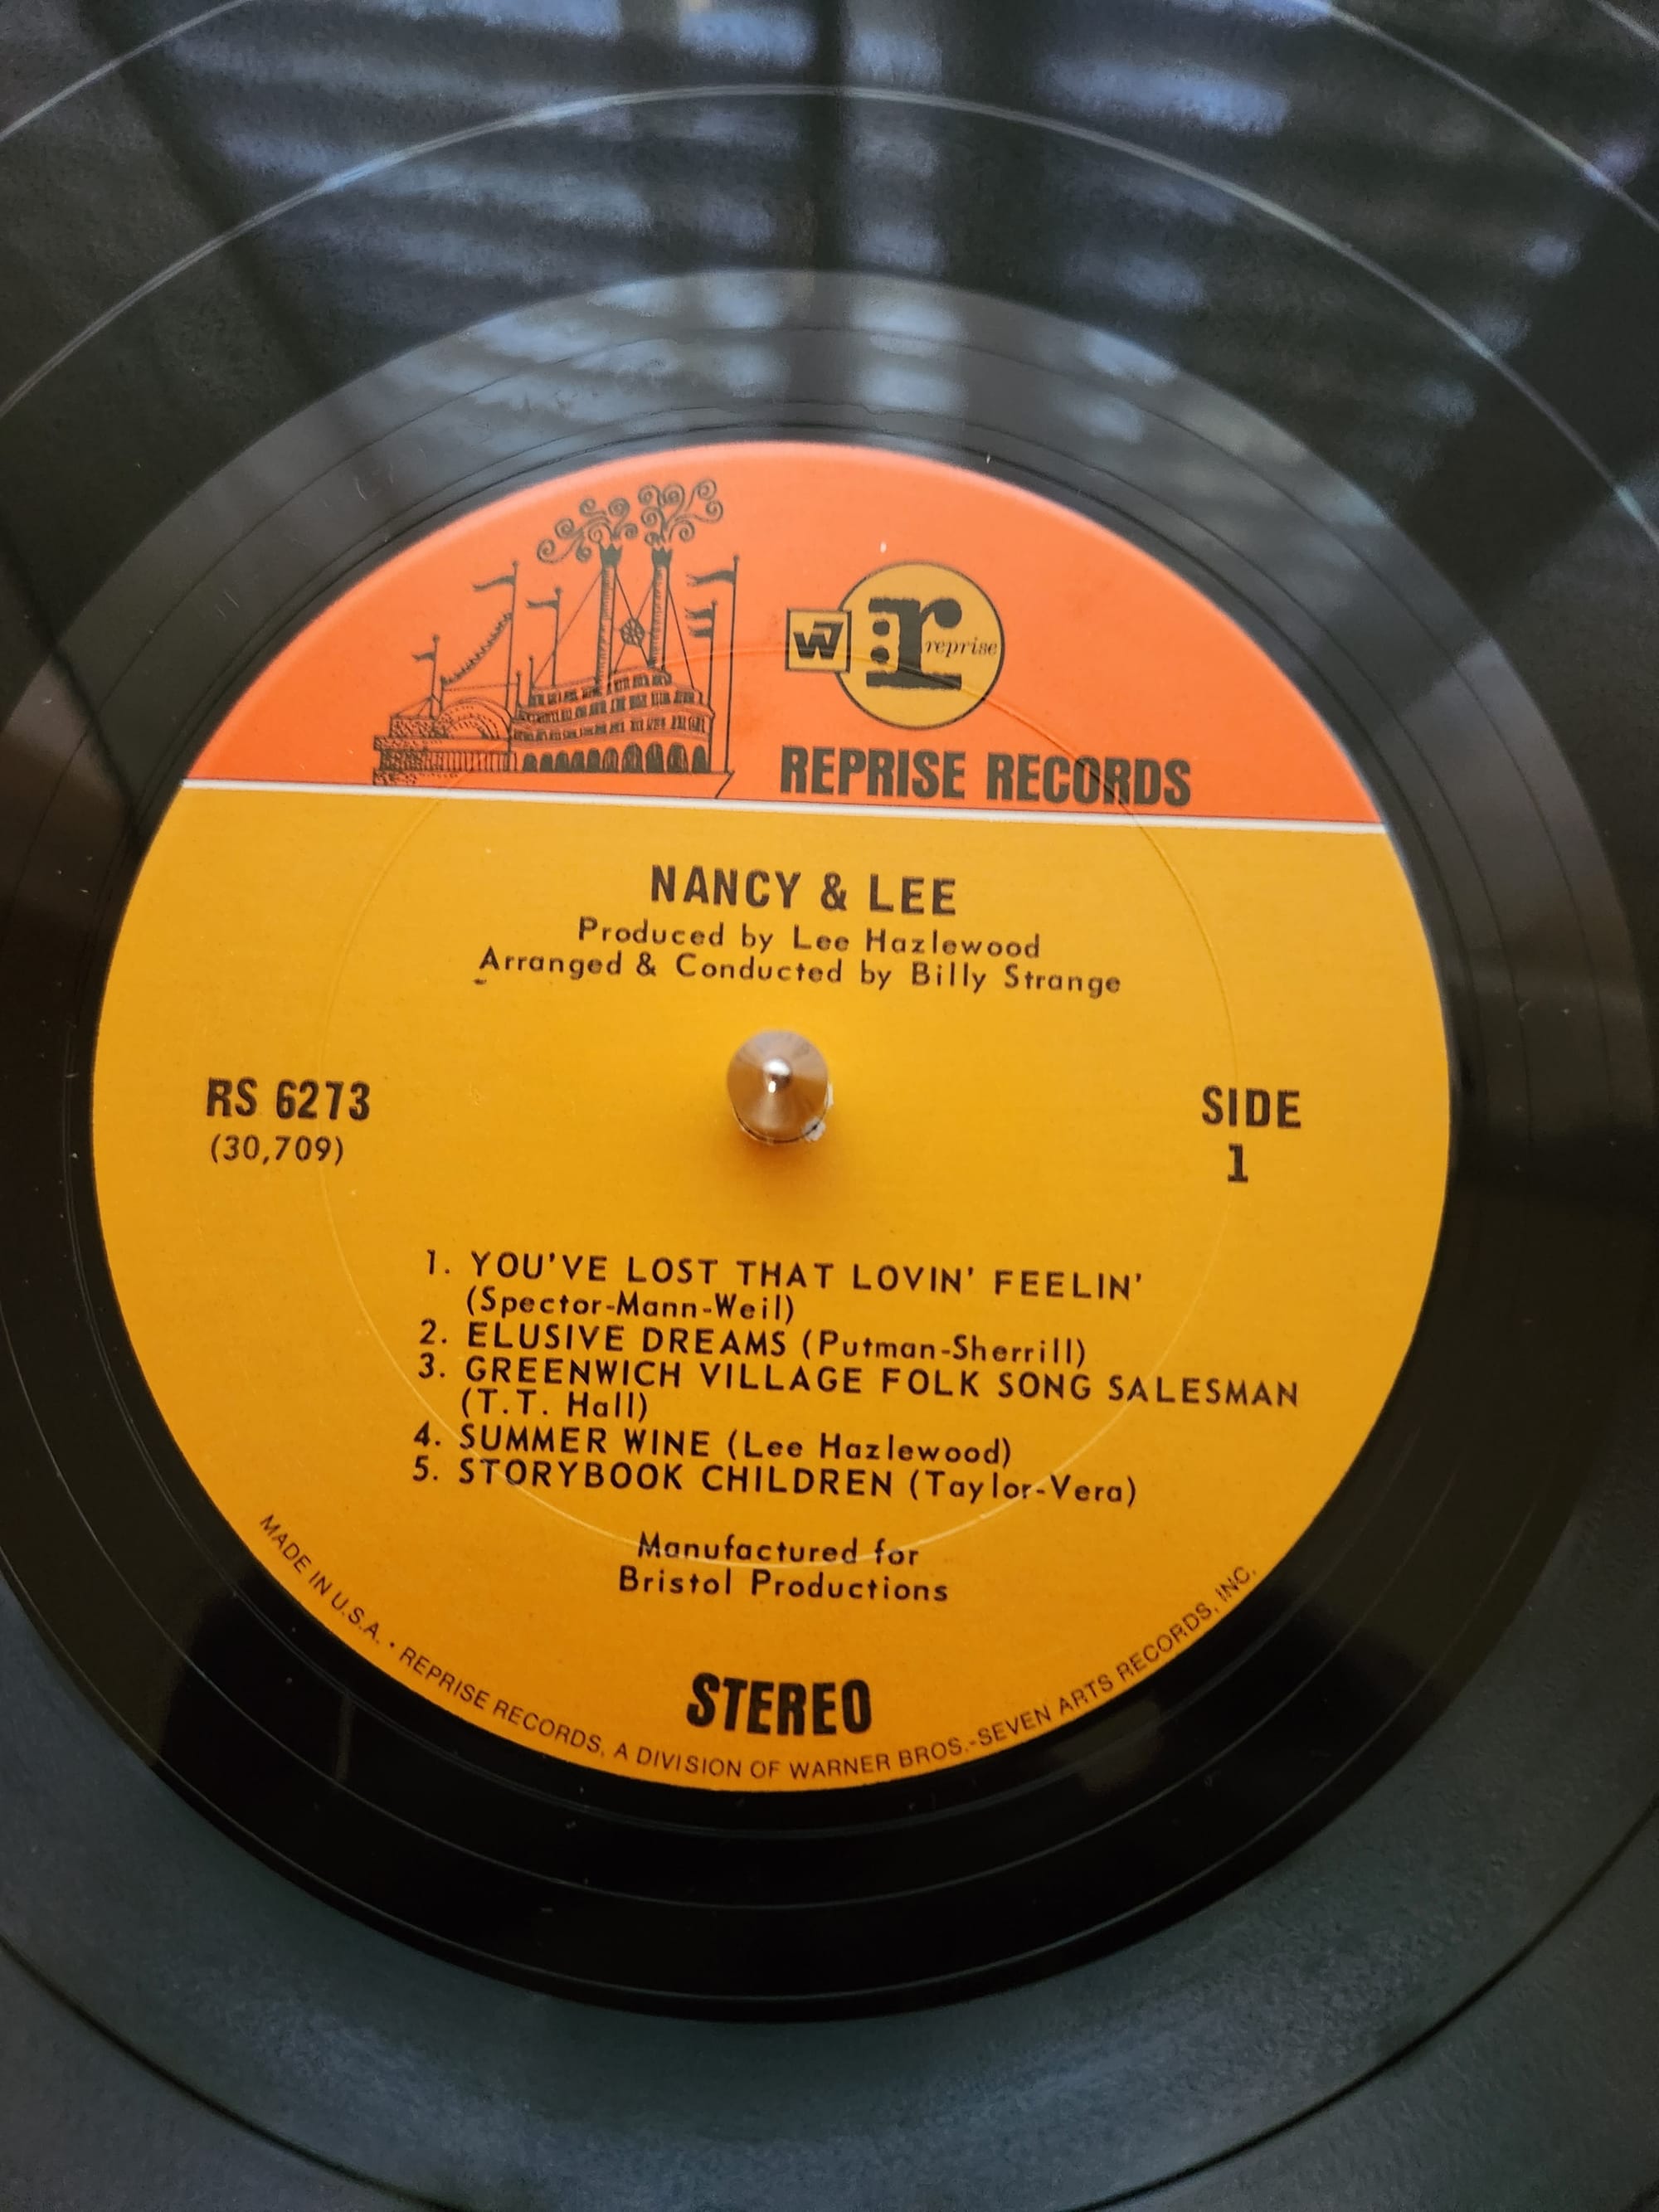 W7
r: reprise
REPRISE RECORDS
NANCY & LEE
Produced by Lee Hazlewood
Arranged & Conducted by Billy Strange
RS 6273
(30,709)
SIDE
1
1. YOU'VE LOST THAT LOVIN' FEELIN'
(Spector-Mann-Weil)
2. ELUSIVE DREAMS (Putman-Sherrill)
3. GREENWICH VILLAGE FOLK SONG SALESMAN
(T.T. Hall)
4. SUMMER WINE (Lee Hazlewood)
5. STORYBOOK CHILDREN (Taylor-Vera)
Manufactured for
Bristol Productions
STEREO
MADE IN U.S.A. • REPRISE RECORDS, A DIVISION OF WARNER BROS.-SEVEN ARTS RECORDS, INC.